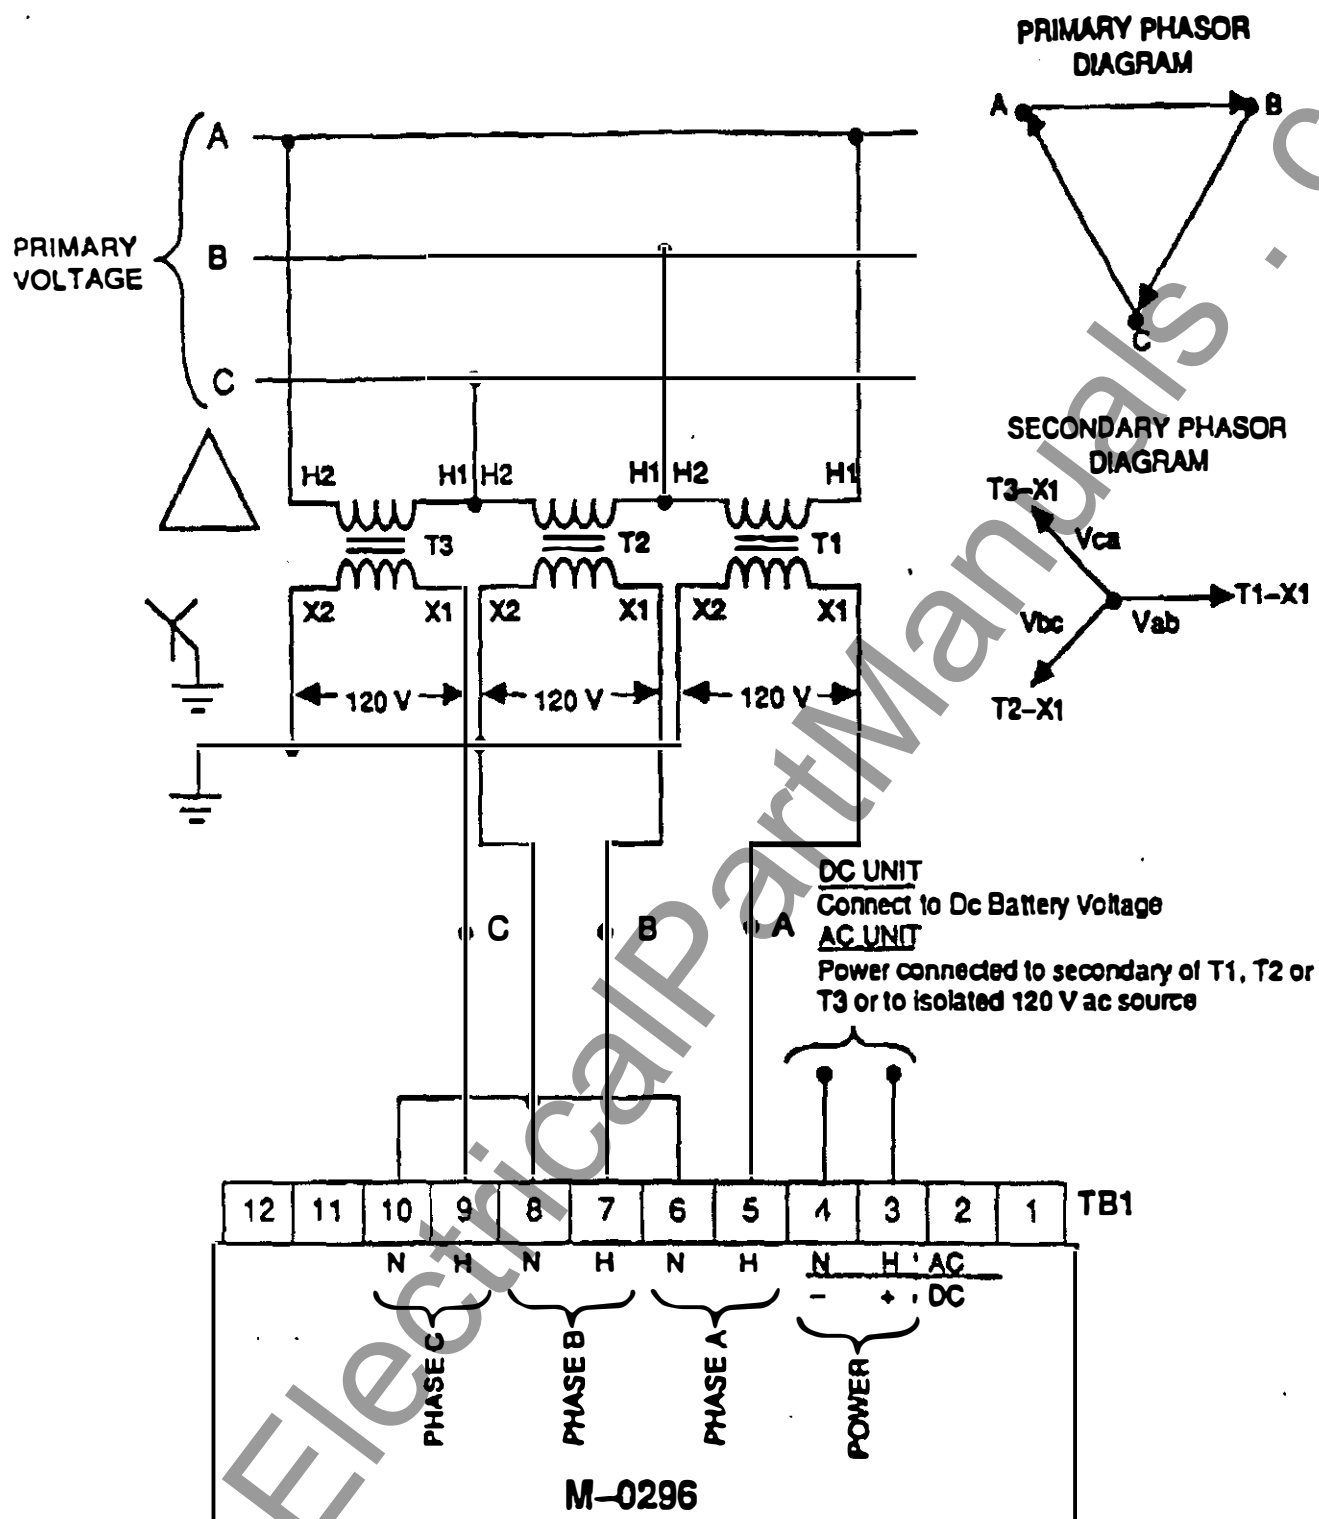 PRIMARY PHASOR
DIAGRAM
A
B
C
A
B
C
PRIMARY
VOLTAGE
SECONDARY PHASOR
DIAGRAM
T3-X1
Vca
T1-X1
Vbc
Vab
T2-X1
H2
H1
H2
H1
H2
H1
T3
T2
T1
X2
X1
X2
X1
X2
X1
120 V
120 V
120 V
DC UNIT
Connect to Dc Battery Voltage
AC UNIT
Power connected to secondary of T1, T2 or
T3 or to isolated 120 V ac source
C
B
A
12 11 10 9 8 7 6 5 4 3 2 1 TB1
N H N H N H N H AC
- + DC
PHASE C
PHASE B
PHASE A
POWER
M-0296
ElectricalPartManuals . c